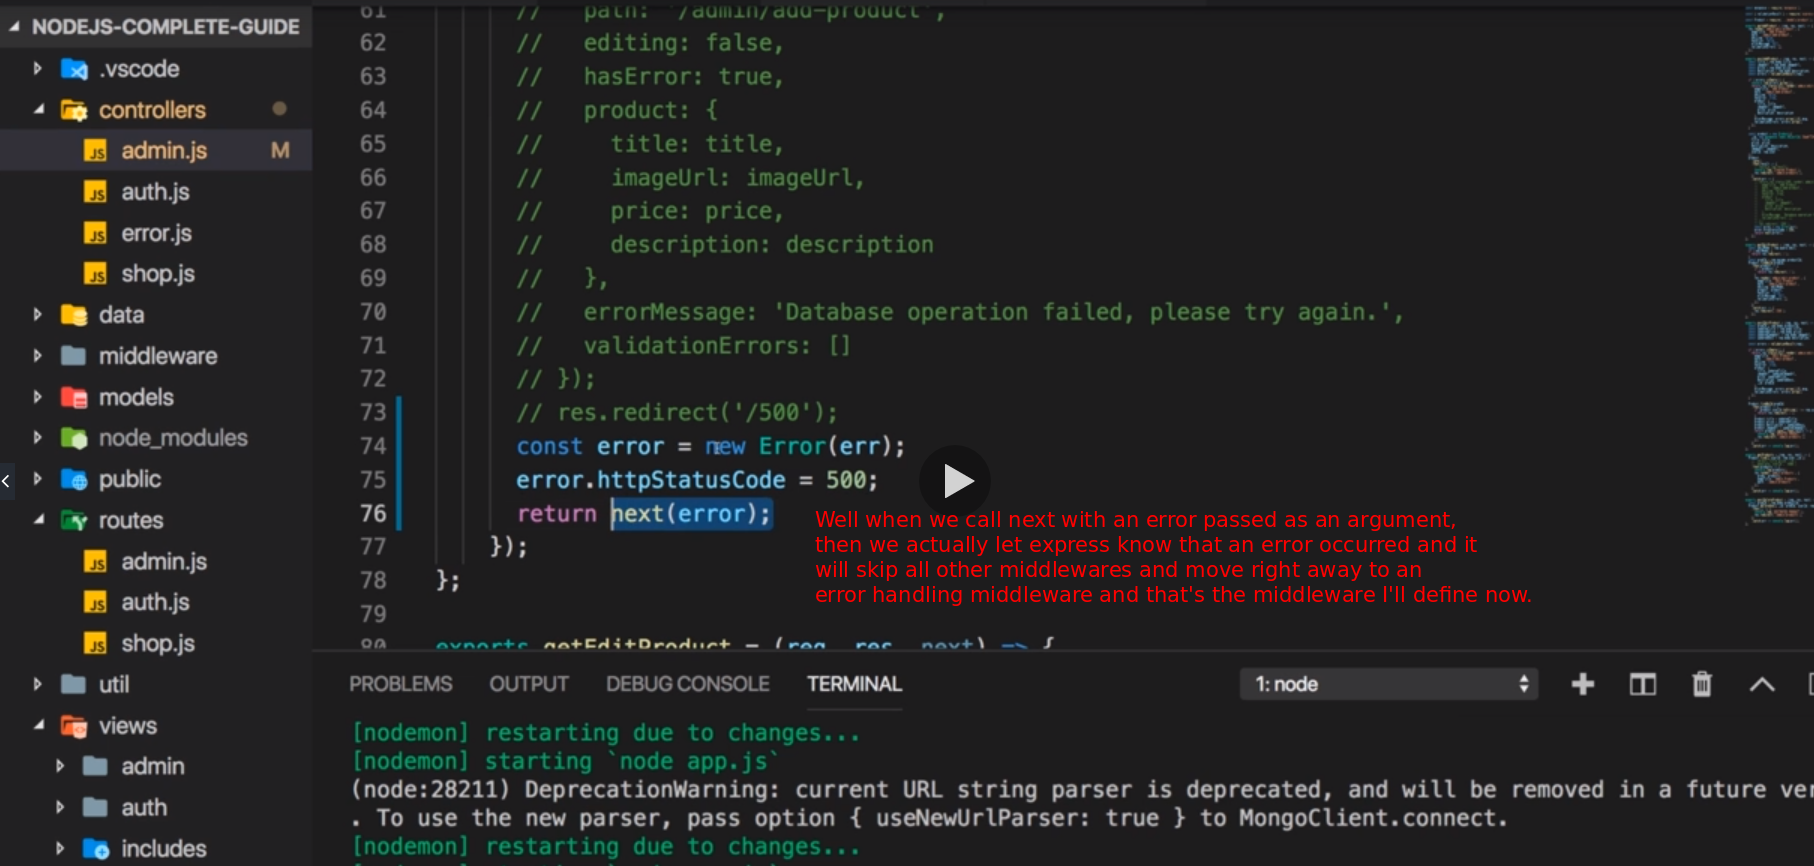 NODEJS-COMPLETE-GUIDE
.vscode
controllers
admin.js M
auth.js
error.js
shop.js
data
middleware
models
node_modules
public
routes
admin.js
auth.js
shop.js
util
views
admin
auth
includes
61 // path: '/admin/add-product',
62 // editing: false,
63 // hasError: true,
64 // product: {
65 // title: title,
66 // imageUrl: imageUrl,
67 // price: price,
68 // description: description
69 // },
70 // errorMessage: 'Database operation failed, please try again.',
71 // validationErrors: []
72 // });
73 // res.redirect('/500');
74 const error = new Error(err);
75 error.httpStatusCode = 500;
76 return next(error);
77 });
78 };
79
80 exports.getEditProduct = (req, res, next) => {
Well when we call next with an error passed as an argument,
then we actually let express know that an error occurred and it
will skip all other middlewares and move right away to an
error handling middleware and that's the middleware I'll define now.
PROBLEMS OUTPUT DEBUG CONSOLE TERMINAL 1: node
[nodemon] restarting due to changes...
[nodemon] starting `node app.js`
(node:28211) DeprecationWarning: current URL string parser is deprecated, and will be removed in a future ver
. To use the new parser, pass option { useNewUrlParser: true } to MongoClient.connect.
[nodemon] restarting due to changes...